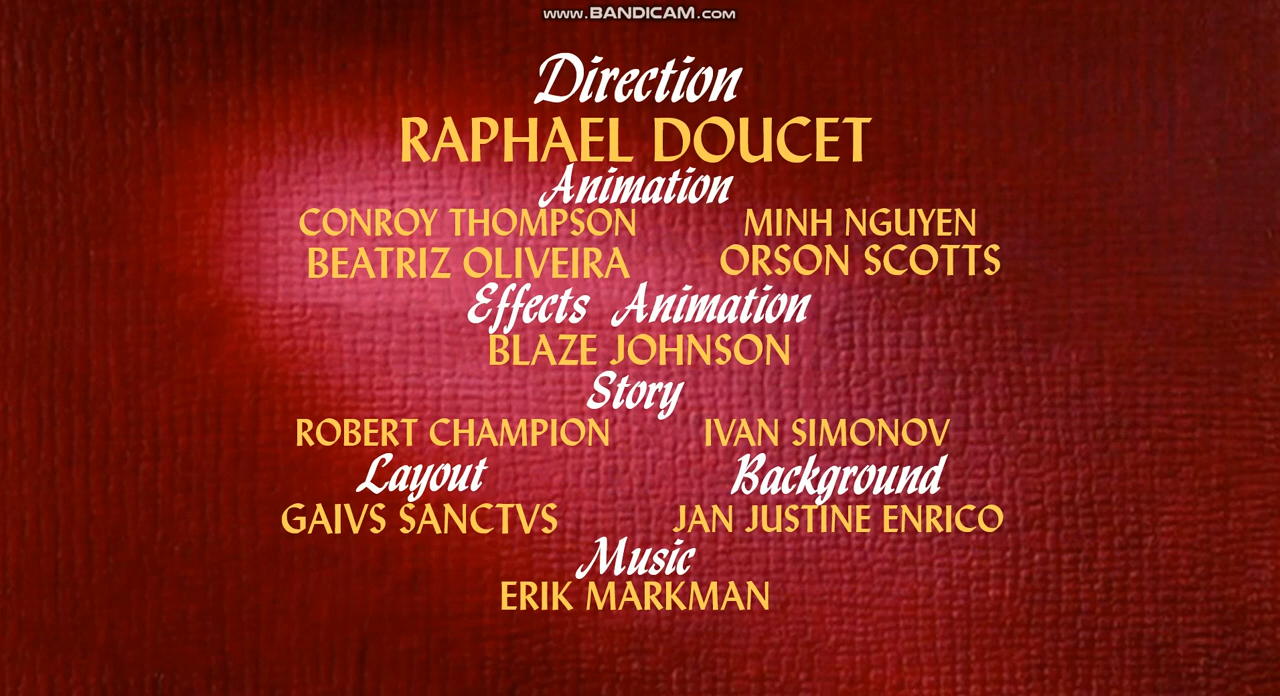 www.BANDICAM.com
Direction
RAPHAEL DOUCET
Animation
CONROY THOMPSON MINH NGUYEN
BEATRIZ OLIVEIRA ORSON SCOTTS
Effects Animation
BLAZE JOHNSON
Story
ROBERT CHAMPION IVAN SIMONOV
Layout Background
GAIVS SANCTVS JAN JUSTINE ENRICO
Music
ERIK MARKMAN